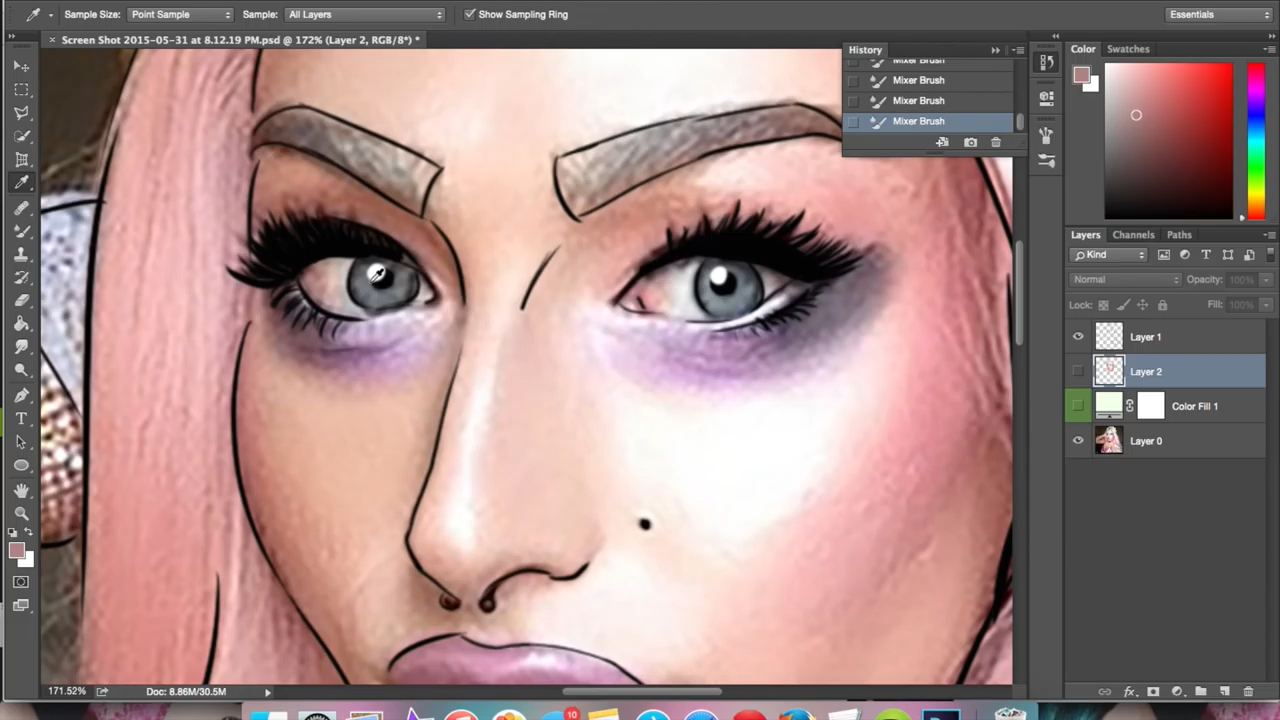 Sample Size: Point Sample Sample: All Layers Show Sampling Ring Essentials
Screen Shot 2015-05-31 at 8.12.19 PM.psd @ 172% (Layer 2, RGB/8*) *
History
Mixer Brush
Mixer Brush
Mixer Brush
Mixer Brush
Color Swatches
Layers Channels Paths
Kind
Normal Opacity: 100%
Lock: Fill: 100%
Layer 1
Layer 2
Color Fill 1
Layer 0
171.52% Doc: 8.86M/30.5M
10